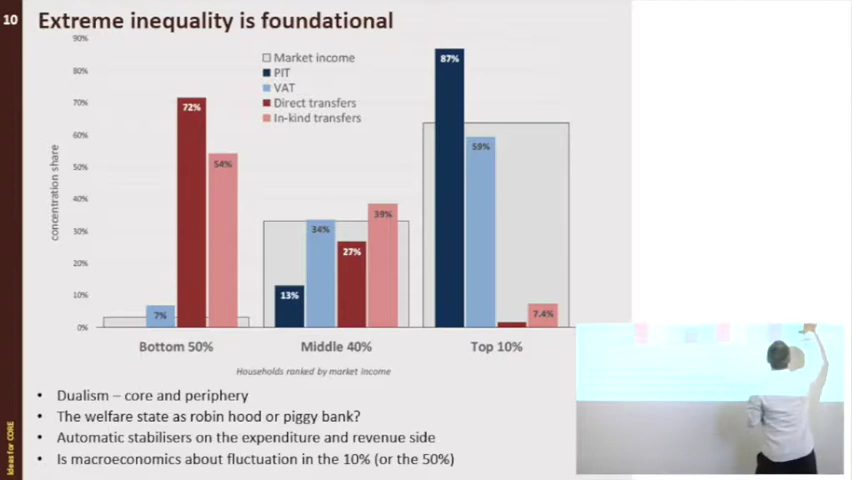 10
Extreme inequality is foundational
90%
80%
70%
60%
50%
40%
30%
20%
10%
0%
concentration share
Market income
PIT
VAT
Direct transfers
In-kind transfers
7%
72%
54%
13%
34%
27%
39%
87%
59%
7.4%
Bottom 50%
Middle 40%
Top 10%
Households ranked by market income
• Dualism – core and periphery
• The welfare state as robin hood or piggy bank?
• Automatic stabilisers on the expenditure and revenue side
• Is macroeconomics about fluctuation in the 10% (or the 50%)
Ideas for CORE